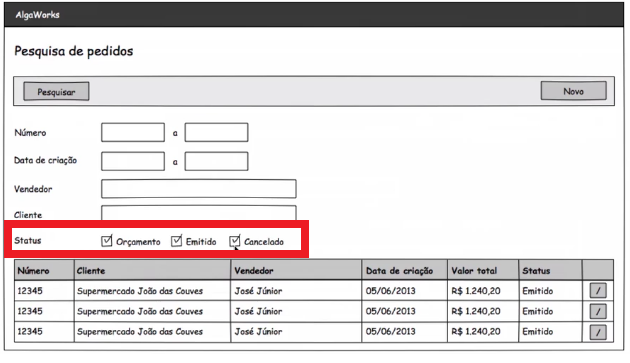 AlgaWorks
Pesquisa de pedidos
Pesquisar Novo
Número a
Data de criação a
Vendedor
Cliente
Status Orçamento Emitido Cancelado
Número Cliente Vendedor Data de criação Valor total Status
12345 Supermercado João das Couves José Júnior 05/06/2013 R$ 1.240,20 Emitido /
12345 Supermercado João das Couves José Júnior 05/06/2013 R$ 1.240,20 Emitido /
12345 Supermercado João das Couves José Júnior 05/06/2013 R$ 1.240,20 Emitido /